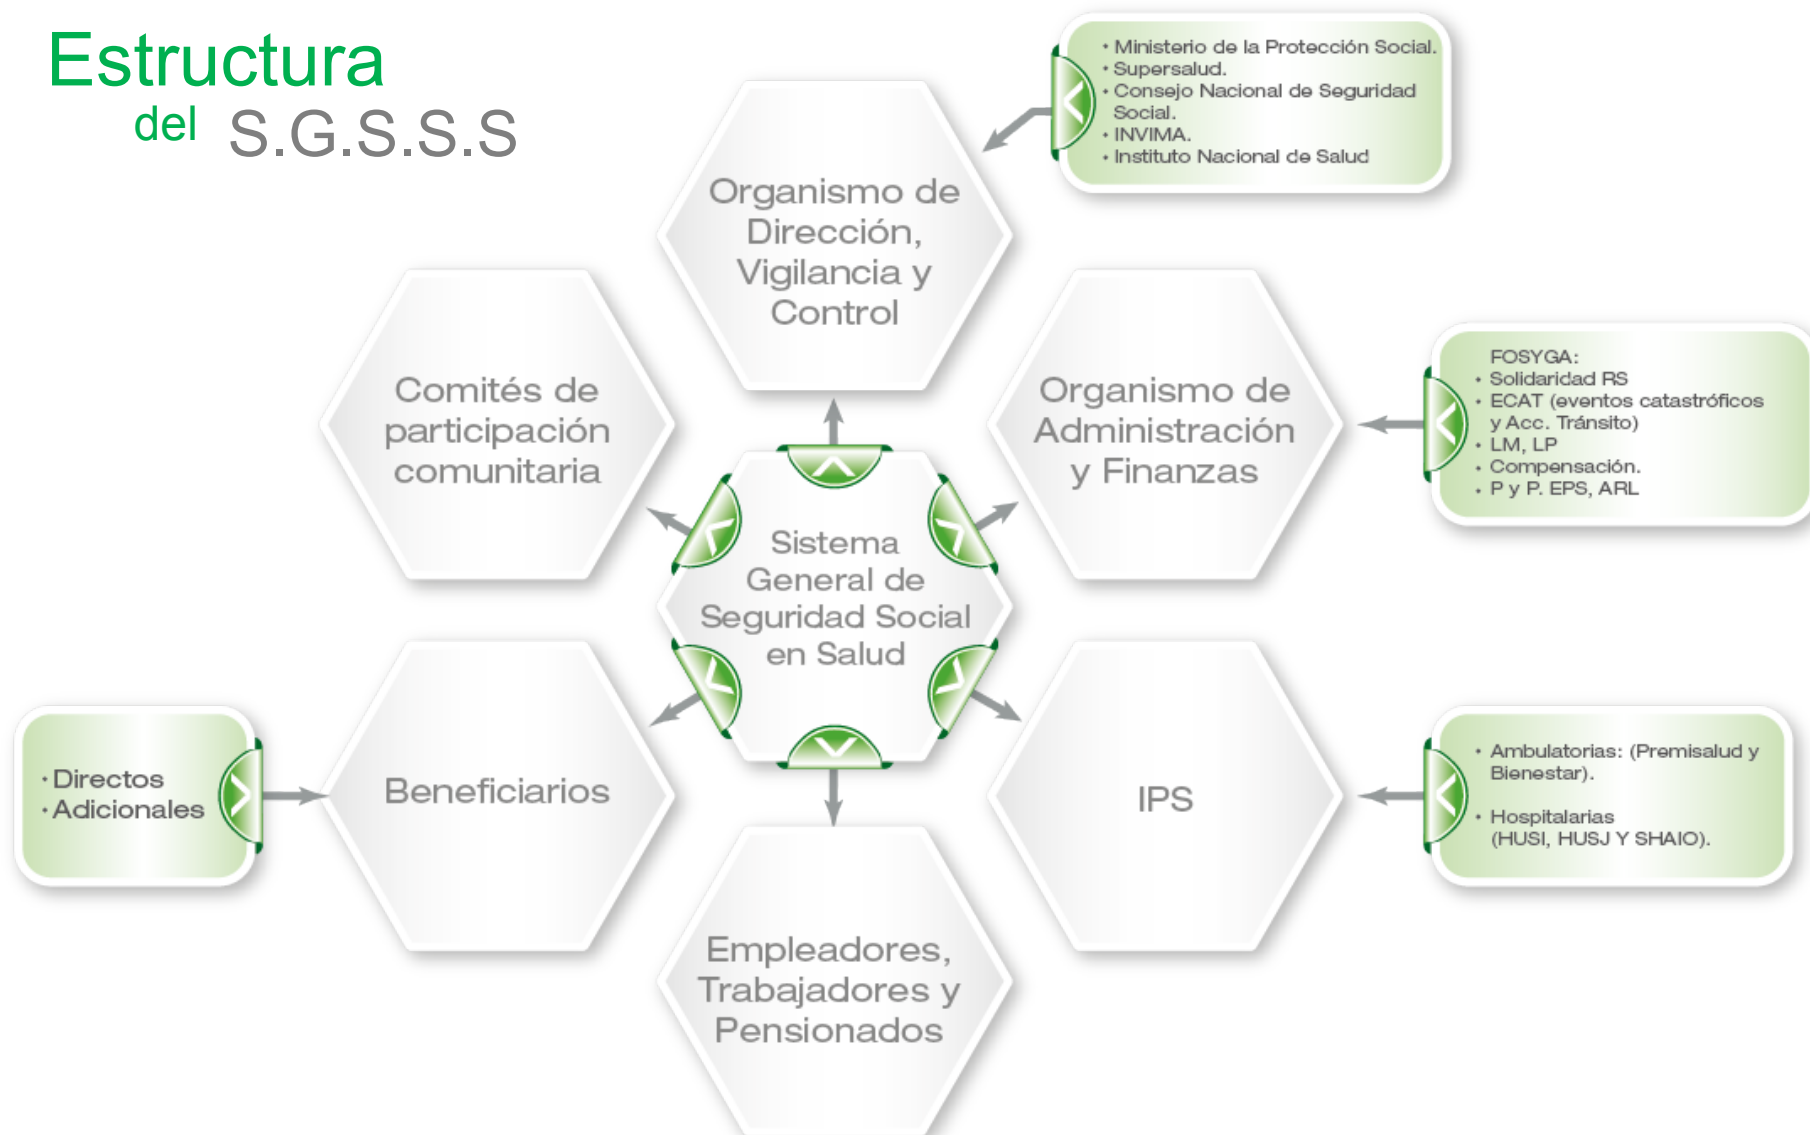 Estructura
del S.G.S.S.S
• Ministerio de la Protección Social.
• Supersalud.
• Consejo Nacional de Seguridad
Social.
• INVIMA.
• Instituto Nacional de Salud
Organismo de
Dirección,
Vigilancia y
Control
Comités de
participación
comunitaria
Organismo de
Administración
y Finanzas
FOSYGA:
• Solidaridad RS
• ECAT (eventos catastróficos
y Acc. Tránsito)
• LM, LP
• Compensación.
• P y P. EPS, ARL
Sistema
General de
Seguridad Social
en Salud
• Directos
• Adicionales
Beneficiarios
IPS
• Ambulatorias: (Premisalud y
Bienestar).
• Hospitalarias
(HUSI, HUSJ Y SHAIO).
Empleadores,
Trabajadores y
Pensionados